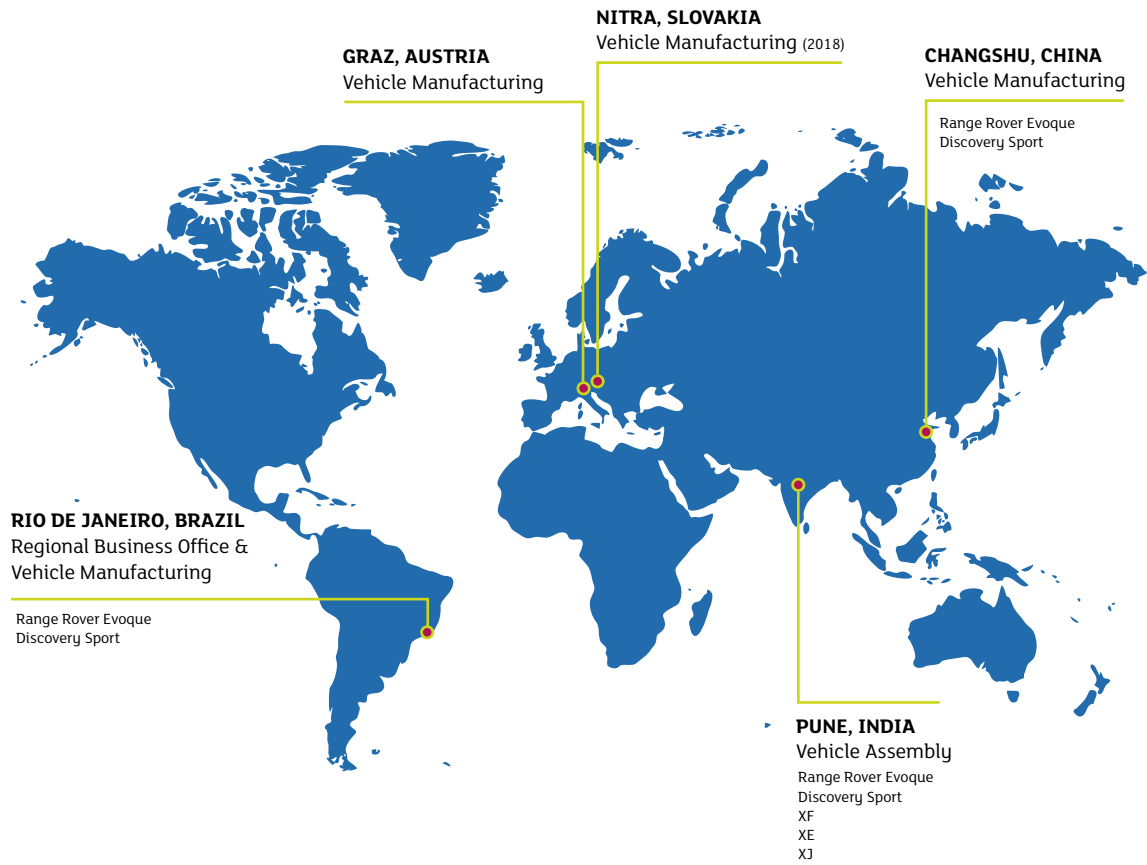 NITRA, SLOVAKIA
Vehicle Manufacturing (2018)
GRAZ, AUSTRIA
Vehicle Manufacturing
CHANGSHU, CHINA
Vehicle Manufacturing
Range Rover Evoque
Discovery Sport
RIO DE JANEIRO, BRAZIL
Regional Business Office &
Vehicle Manufacturing
Range Rover Evoque
Discovery Sport
PUNE, INDIA
Vehicle Assembly
Range Rover Evoque
Discovery Sport
XF
XE
XJ